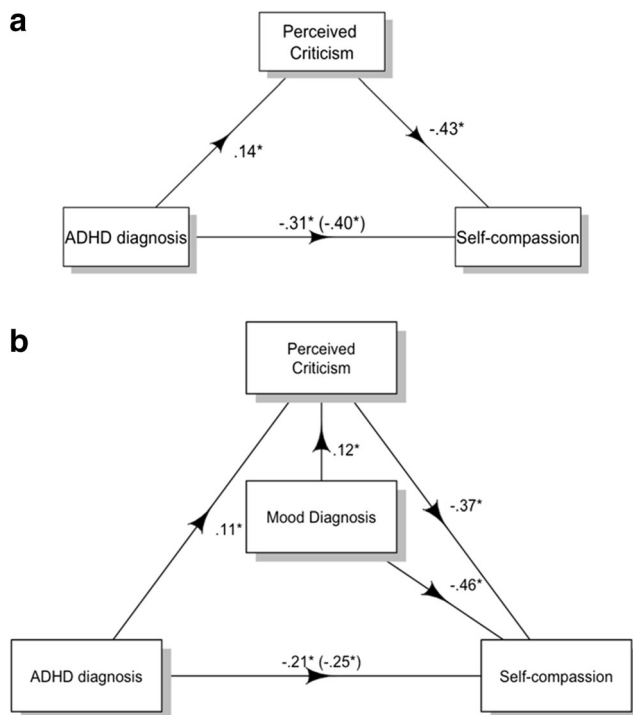 a
Perceived
Criticism
.14*
-.43*
ADHD diagnosis
-.31* (-.40*)
Self-compassion
b
Perceived
Criticism
.12*
Mood Diagnosis
.11*
-.37*
-.46*
ADHD diagnosis
-.21* (-.25*)
Self-compassion